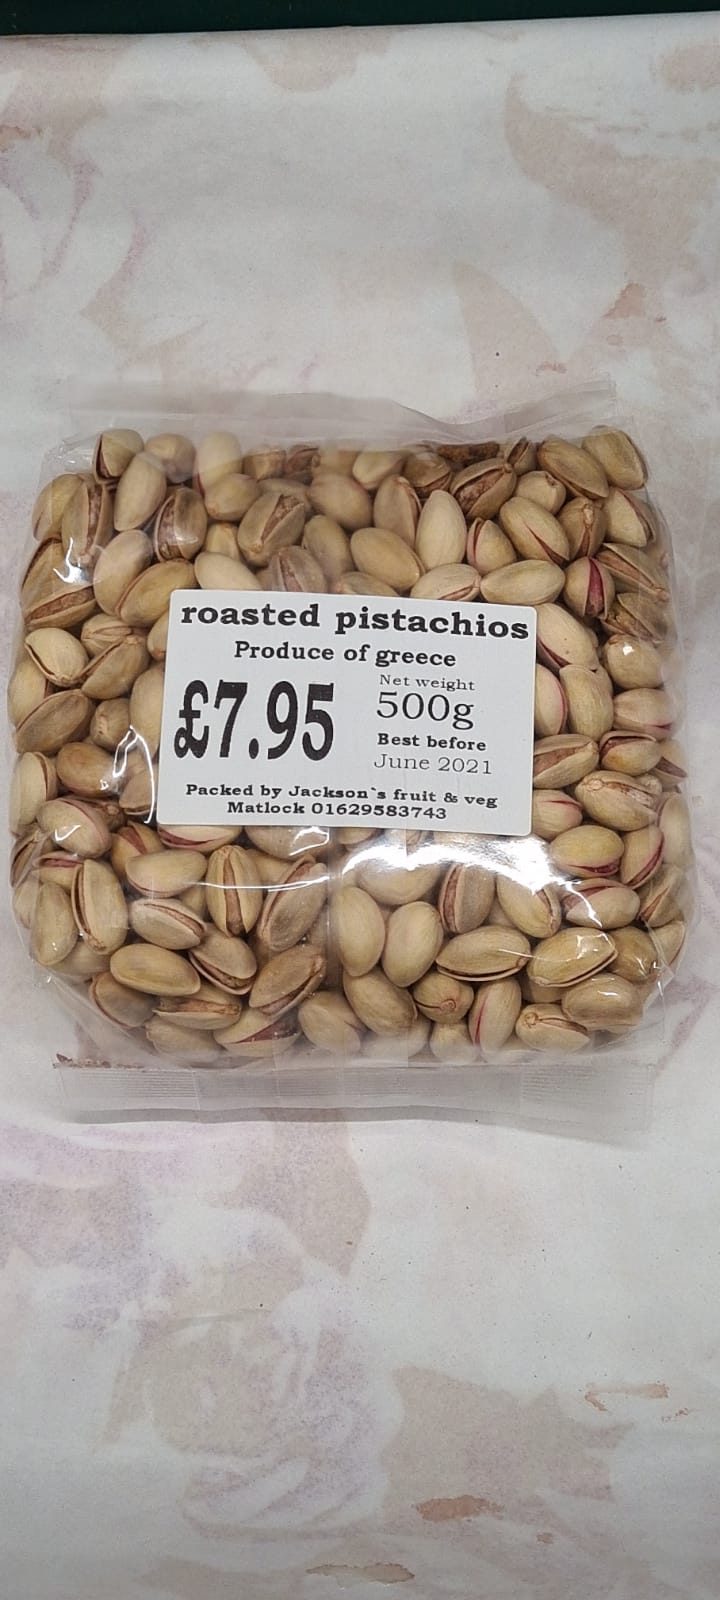 roasted pistachios
Produce of greece
£7.95
Net weight
500g
Best before
June 2021
Packed by Jackson`s fruit & veg
Matlock 01629583743